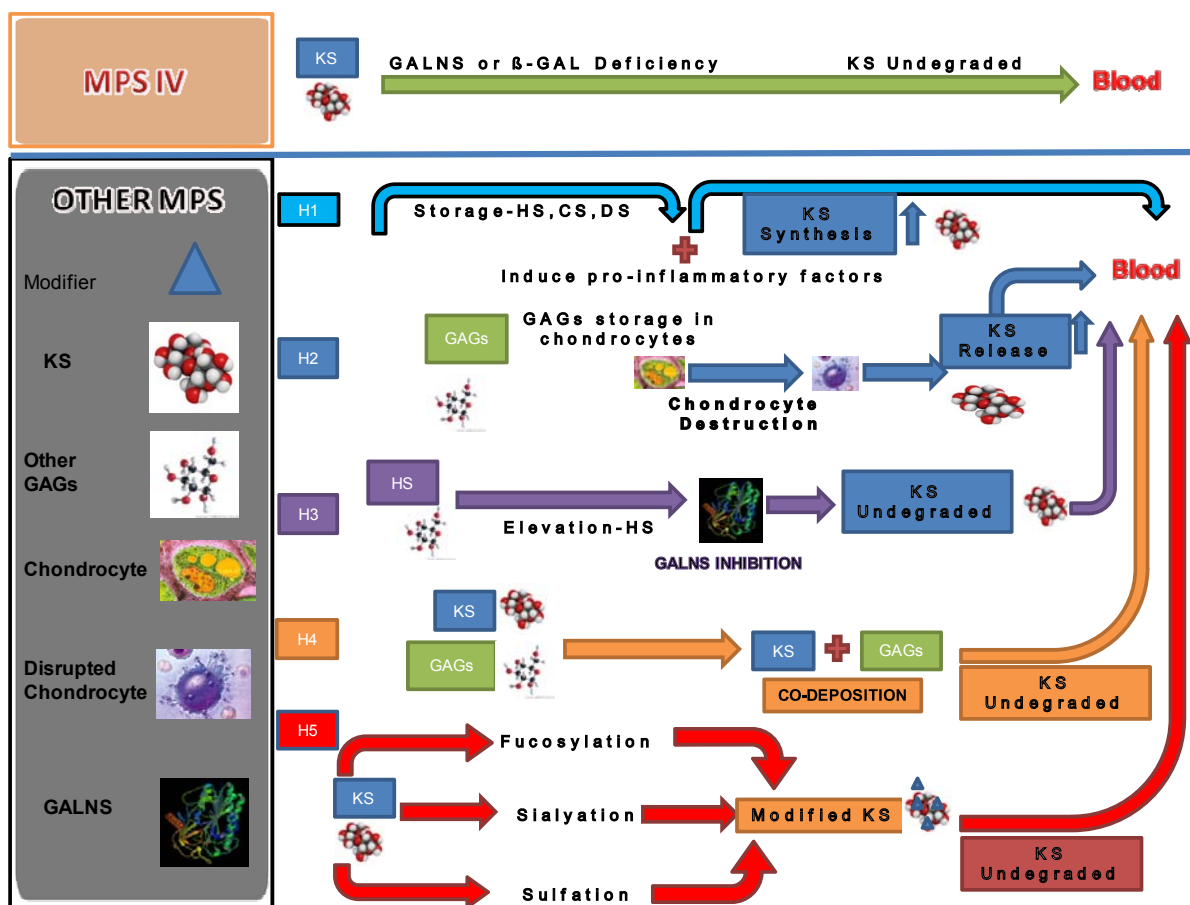 MPS IV
KS
GALNS or ß-GAL Deficiency
KS Undegraded
Blood
OTHER MPS
Modifier
KS
Other
GAGs
Chondrocyte
Disrupted
Chondrocyte
GALNS
H1
Storage-HS,CS,DS
KS
Synthesis
Induce pro-inflammatory factors
Blood
H2
GAGs
GAGs storage in
chondrocytes
Chondrocyte
Destruction
KS
Release
H3
HS
Elevation-HS
GALNS INHIBITION
KS
Undegraded
H4
KS
GAGs
KS
GAGs
CO-DEPOSITION
KS
Undegraded
H5
KS
Fucosylation
Sialyation
Sulfation
Modified KS
KS
Undegraded